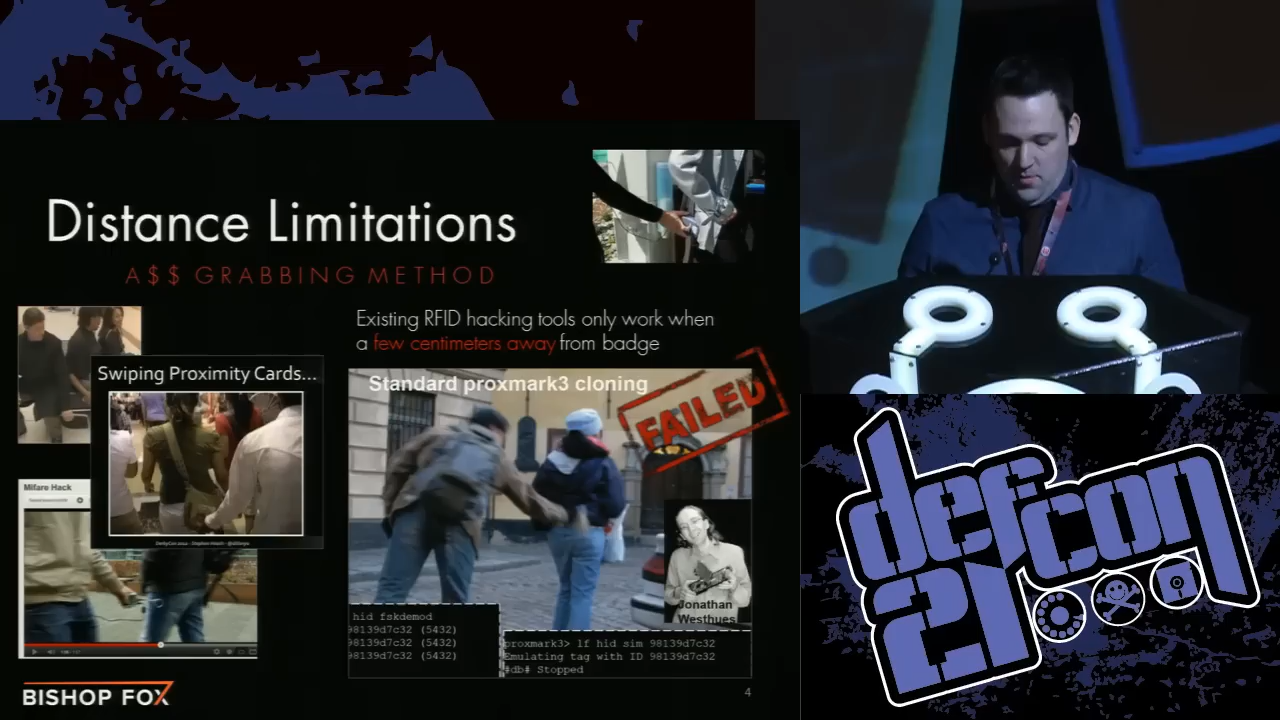 Distance Limitations
A$$ GRABBING METHOD
Existing RFID hacking tools only work when
a few centimeters away from badge
Swiping Proximity Cards...
Standard proxmark3 cloning
FAILED
Mifare Hack
Jonathan
Westhues
hid fskdemod
98139d7c32 (5432)
98139d7c32 (5432)
98139d7c32 (5432)
proxmark3> lf hid sim 98139d7c32
Emulating tag with ID 98139d7c32
#db# Stopped
BISHOP FOX
4
defcon
21